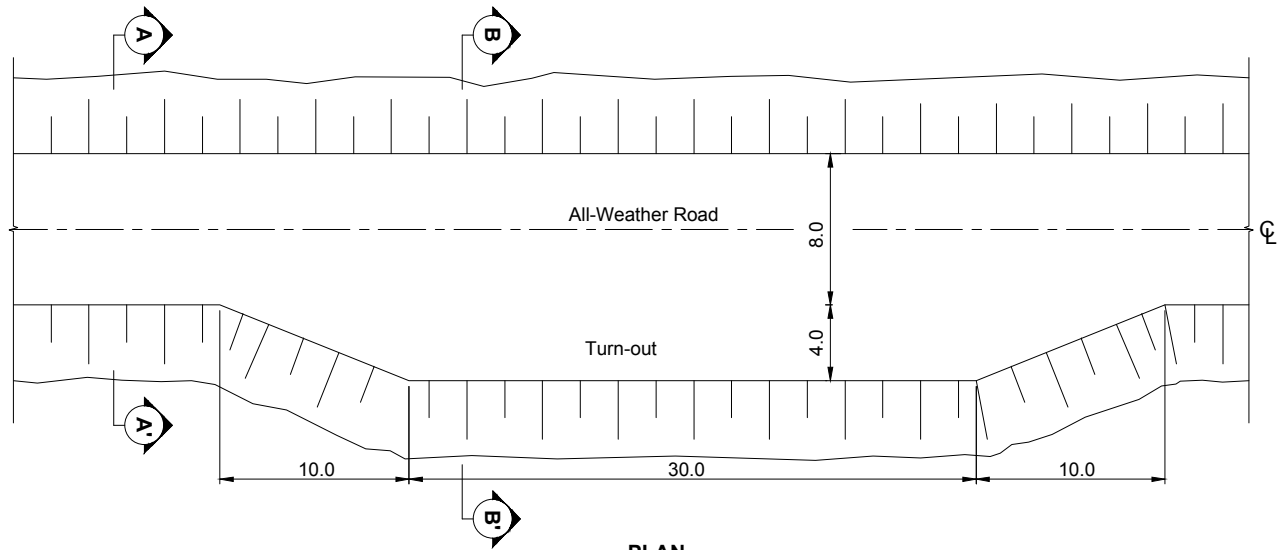 A B
All-Weather Road
8.0
℄
Turn-out
4.0
A'
10.0 30.0 10.0
B'
PLAN